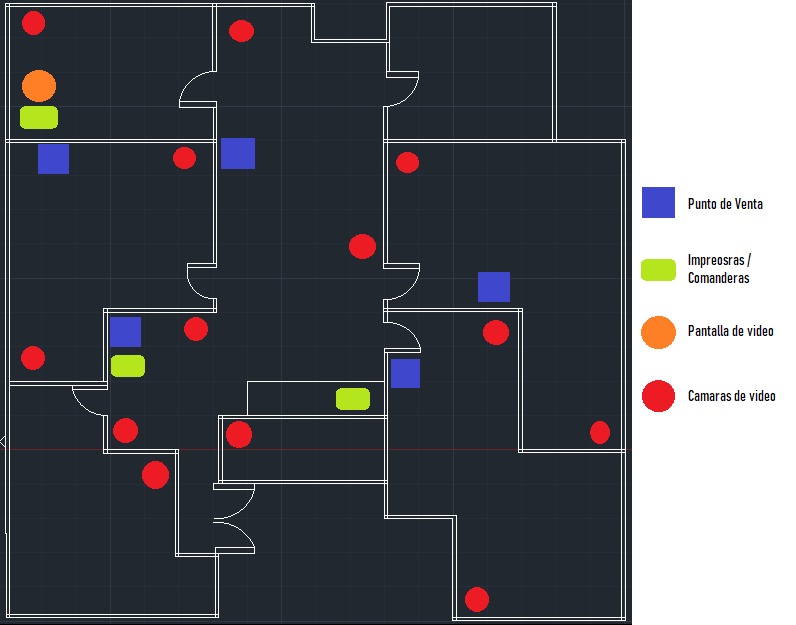 Punto de Venta
Impreosras /
Comanderas
Pantalla de video
Camaras de video